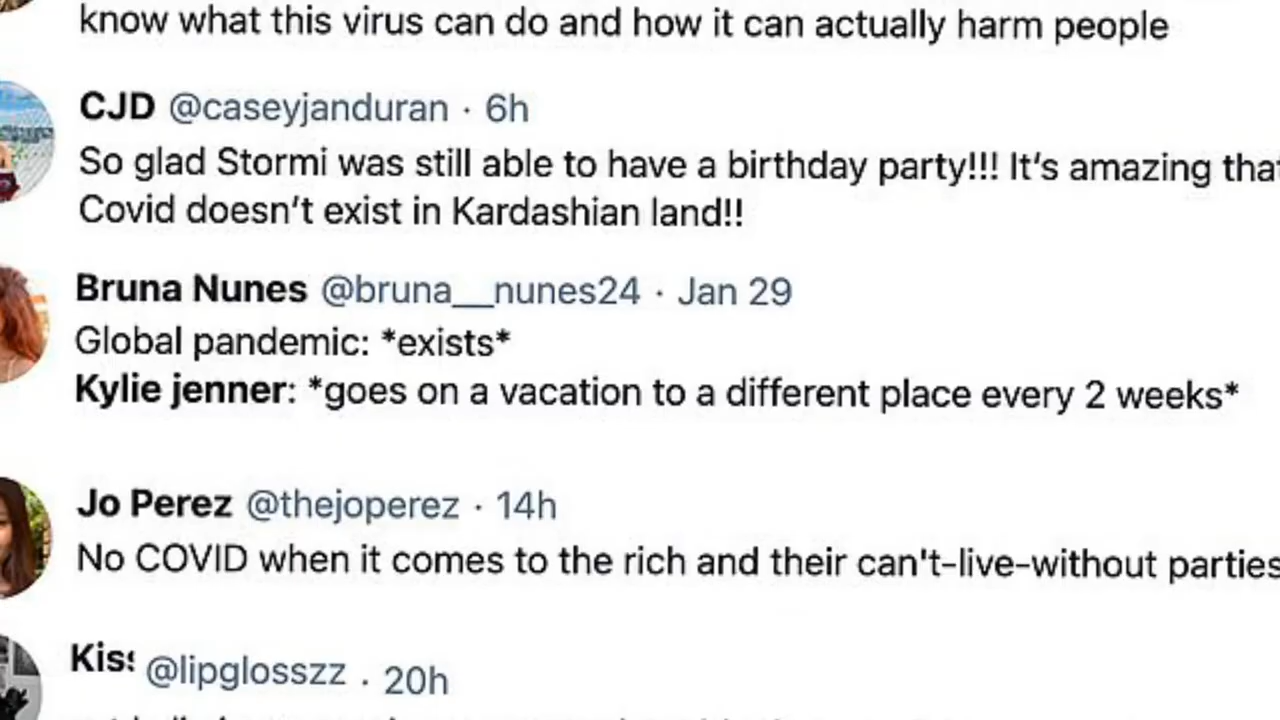 know what this virus can do and how it can actually harm people
CJD @caseyjanduran · 6h
So glad Stormi was still able to have a birthday party!!! It's amazing that
Covid doesn't exist in Kardashian land!!
Bruna Nunes @bruna__nunes24 · Jan 29
Global pandemic: *exists*
Kylie jenner: *goes on a vacation to a different place every 2 weeks*
Jo Perez @thejoperez · 14h
No COVID when it comes to the rich and their can't-live-without parties
@lipglosszz · 20h